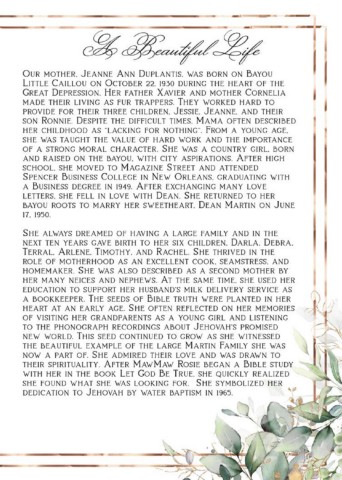 A Beautiful Life
Our mother, Jeanne Ann Duplantis, was born on Bayou
Little Caillou on October 22, 1930 during the heart of the
Great Depression. Her father Xavier and mother Cornelia
made their living as fur trappers. They worked hard to
provide for their three children, Jessie, Jeanne, and their
son Ronnie. Despite the difficult times, Mama often described
her childhood as "lacking for nothing". From a young age,
she was taught the value of hard work and the importance
of a strong moral character. She was a country girl, born
and raised on the bayou, with city aspirations. After high
school, she moved to Magazine Street and attended
Spencer Business College in New Orleans, graduating with
a Business degree in 1949. After exchanging many love
letters, she fell in love with Dean. She returned to her
bayou roots to marry her sweetheart, Dean Martin on June
17, 1950.
She always dreamed of having a large family and in the
next ten years gave birth to her six children, Darla, Debra,
Terral, Arlene, Timothy, and Rachel. She thrived in the
role of motherhood as an excellent cook, seamstress, and
homemaker. She was also described as a second mother by
her many neices and nephews. At the same time, she used her
education to support her husband's milk delivery service as
a bookkeeper. The seeds of Bible truth were planted in her
heart at an early age. She often reflected on her memories
of visiting her grandparents as a young girl and listening
to the phonograph recordings about Jehovah's promised
new world. This seed continued to grow as she witnessed
the beautiful example of the large Martin Family she was
now a part of. She admired their love and was drawn to
their spirituality. After MawMaw Rosie began a Bible study
with her in the book Let God Be True, she quickly realized
she found what she was looking for. She symbolized her
dedication to Jehovah by water baptism in 1965.